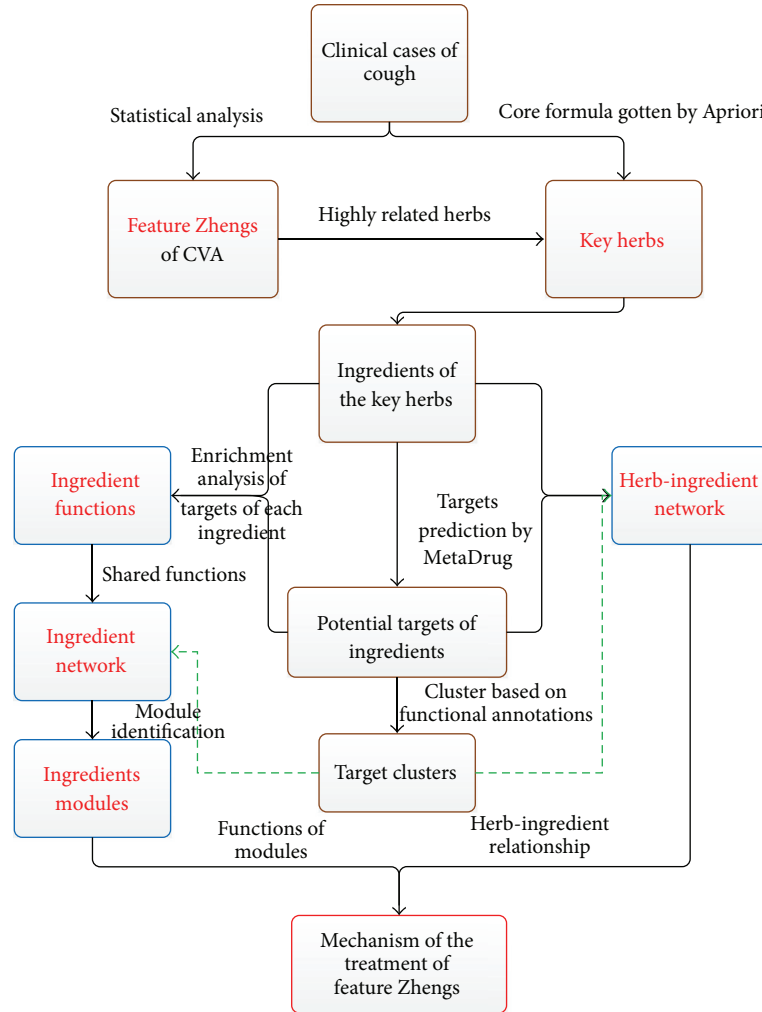 Clinical cases of
cough
Statistical analysis
Core formula gotten by Apriori
Feature Zhengs
of CVA
Highly related herbs
Key herbs
Ingredients of
the key herbs
Enrichment
analysis of
targets of each
ingredient
Ingredient
functions
Targets
prediction by
MetaDrug
Herb-ingredient
network
Shared functions
Potential targets of
ingredients
Ingredient
network
Cluster based on
functional annotations
Module
identification
Ingredients
modules
Target clusters
Functions of
modules
Herb-ingredient
relationship
Mechanism of the
treatment of
feature Zhengs